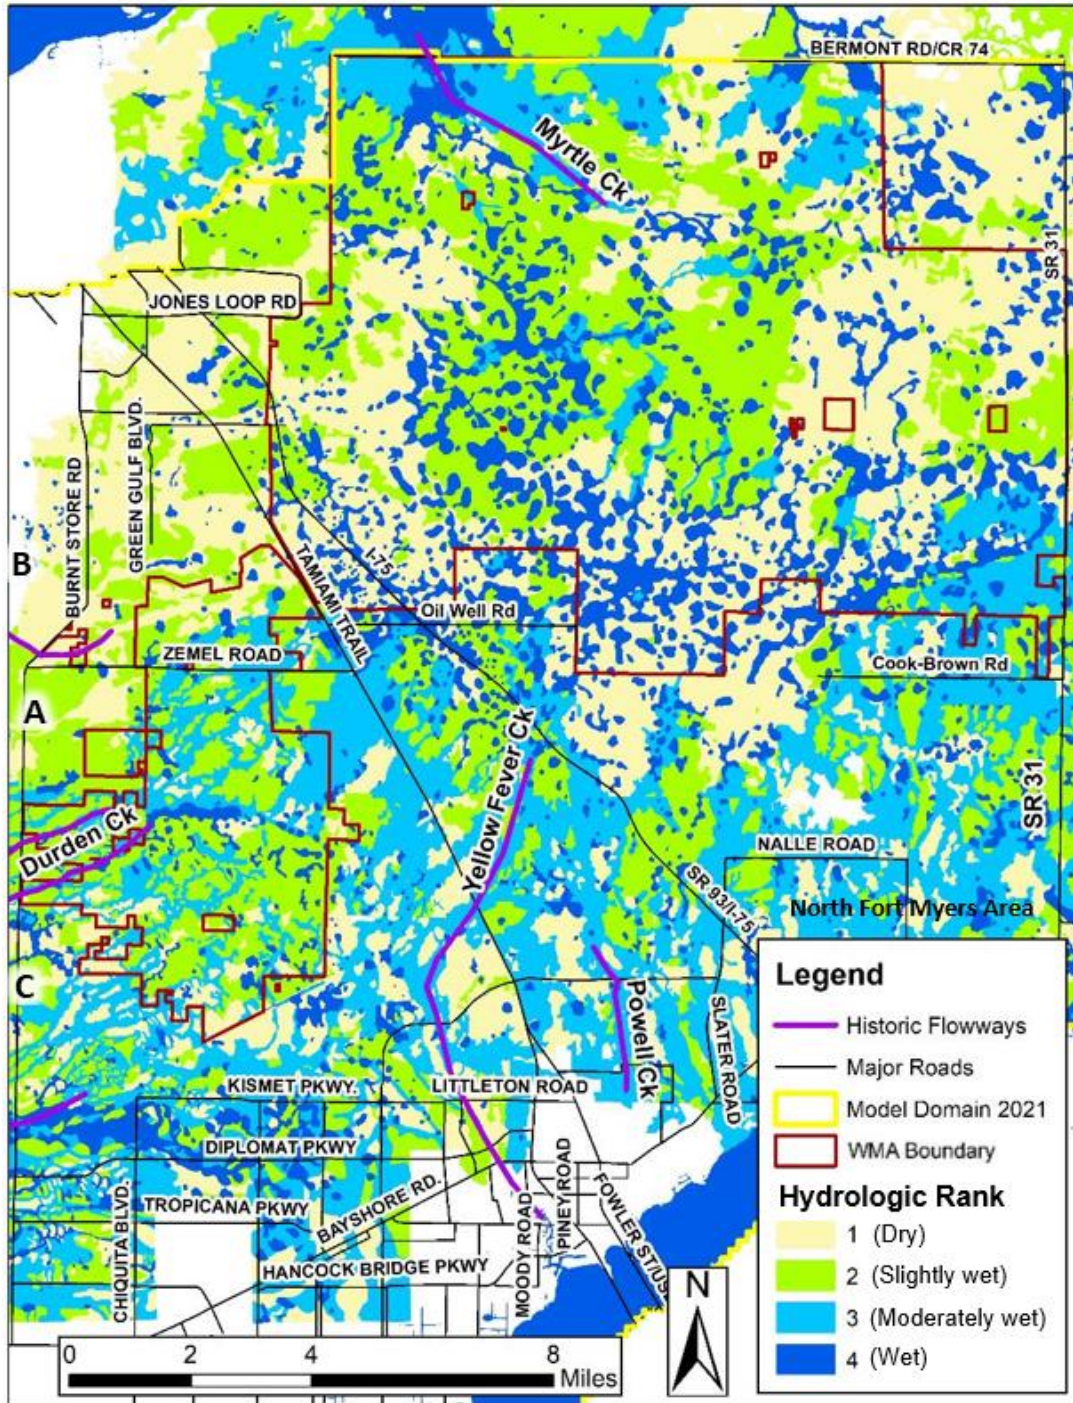 BERMONT RD/CR 74
Myrtle Ck
SR 31
JONES LOOP RD
BURNT STORE RD
GREEN GULF BLVD.
I-75
TAMIAMI TRAIL
B
Oil Well Rd
ZEMEL ROAD
Cook-Brown Rd
A
Yellow Fever Ck
SR 31
Durden Ck
NALLE ROAD
SR 93/I-75
North Fort Myers Area
C
Powell Ck
SLATER ROAD
KISMET PKWY.
LITTLETON ROAD
DIPLOMAT PKWY
CHIQUITA BLVD.
TROPICANA PKWY
BAYSHORE RD.
MOODY ROAD
PINEY ROAD
FOWLER ST/US
HANCOCK BRIDGE PKWY
Legend
Historic Flowways
Major Roads
Model Domain 2021
WMA Boundary
Hydrologic Rank
1 (Dry)
2 (Slightly wet)
3 (Moderately wet)
4 (Wet)
N
0 2 4 8
Miles